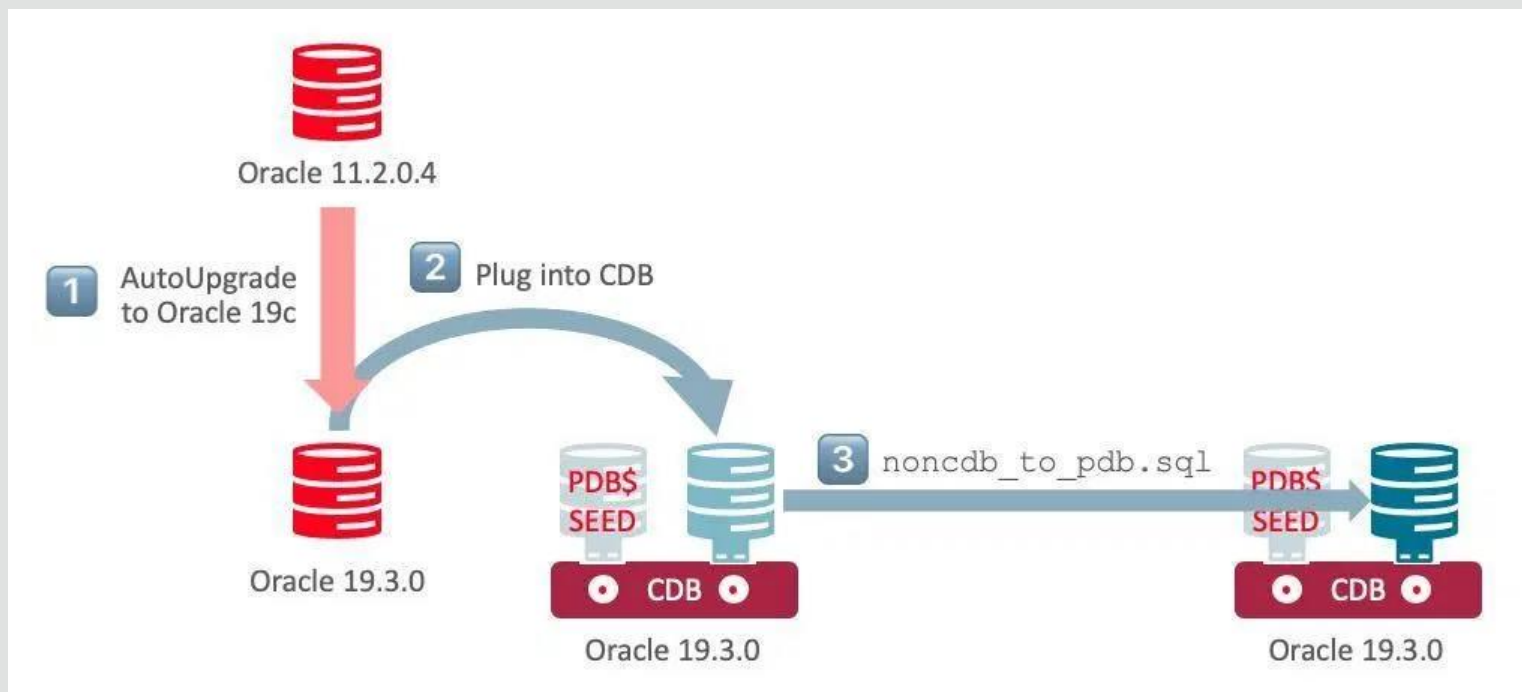 Oracle 11.2.0.4
1
AutoUpgrade
to Oracle 19c
2
Plug into CDB
Oracle 19.3.0
PDB$
SEED
CDB
Oracle 19.3.0
3
noncdb_to_pdb.sql
PDB$
SEED
CDB
Oracle 19.3.0